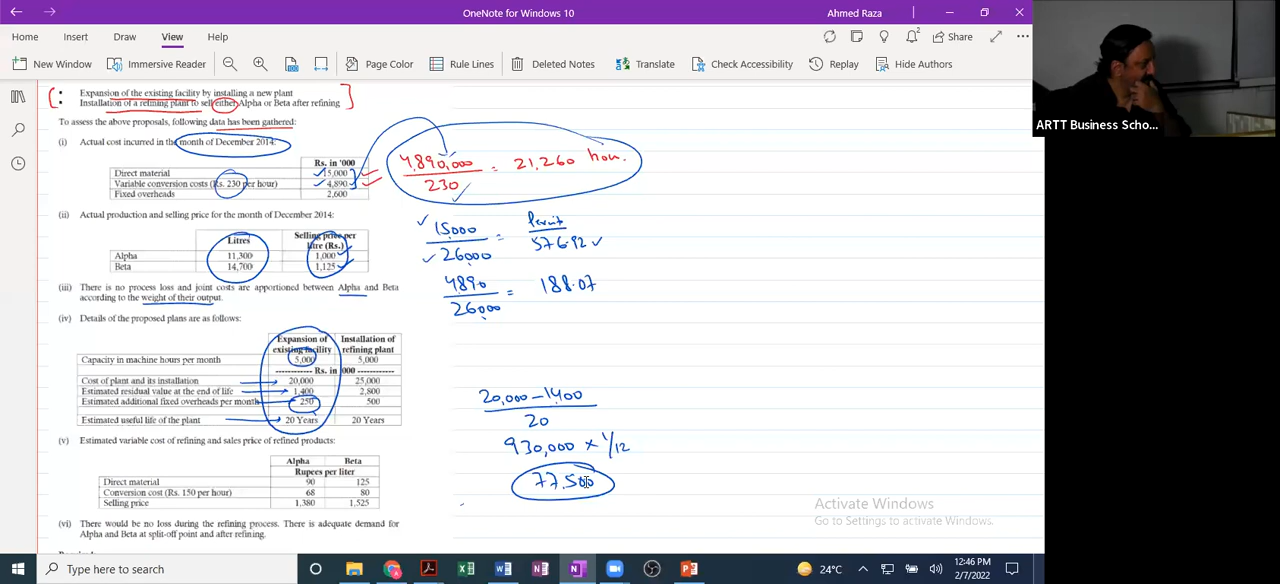 OneNote for Windows 10
Ahmed Raza
Home Insert Draw View Help
Share
New Window Immersive Reader Page Color Rule Lines Deleted Notes Translate Check Accessibility Replay Hide Authors
Expansion of the existing facility by installing a new plant
Installation of a refining plant to sell either Alpha or Beta after refining
To assess the above proposals, following data has been gathered:
(i) Actual cost incurred in the month of December 2014:
Rs. in '000
Direct material 15,000
Variable conversion costs (Rs. 230 per hour) 4,890
Fixed overheads 2,600
4,890,000 = 21,260 hour.
230
(ii) Actual production and selling price for the month of December 2014:
Litres Selling price per litre (Rs.)
Alpha 11,300 1,000
Beta 14,700 1,125
15,000 = 576.92
26,000
4890 = 188.07
26,000
(iii) There is no process loss and joint costs are apportioned between Alpha and Beta
according to the weight of their output.
(iv) Details of the proposed plans are as follows:
Expansion of existing facility Installation of refining plant
Capacity in machine hours per month 5,000 5,000
------------ Rs. in '000 ------------
Cost of plant and its installation 20,000 25,000
Estimated residual value at the end of life 1,400 2,800
Estimated additional fixed overheads per month 250 500
Estimated useful life of the plant 20 Years 20 Years
20,000 - 1400
20
930,000 × 1/12
77,500
(v) Estimated variable cost of refining and sales price of refined products:
Alpha Beta
Rupees per liter
Direct material 90 125
Conversion cost (Rs. 150 per hour) 68 80
Selling price 1,380 1,525
(vi) There would be no loss during the refining process. There is adequate demand for
Alpha and Beta at split-off point and after refining.
Activate Windows
Go to Settings to activate Windows.
ARTT Business Scho...
Type here to search
24°C
12:46 PM
2/7/2022